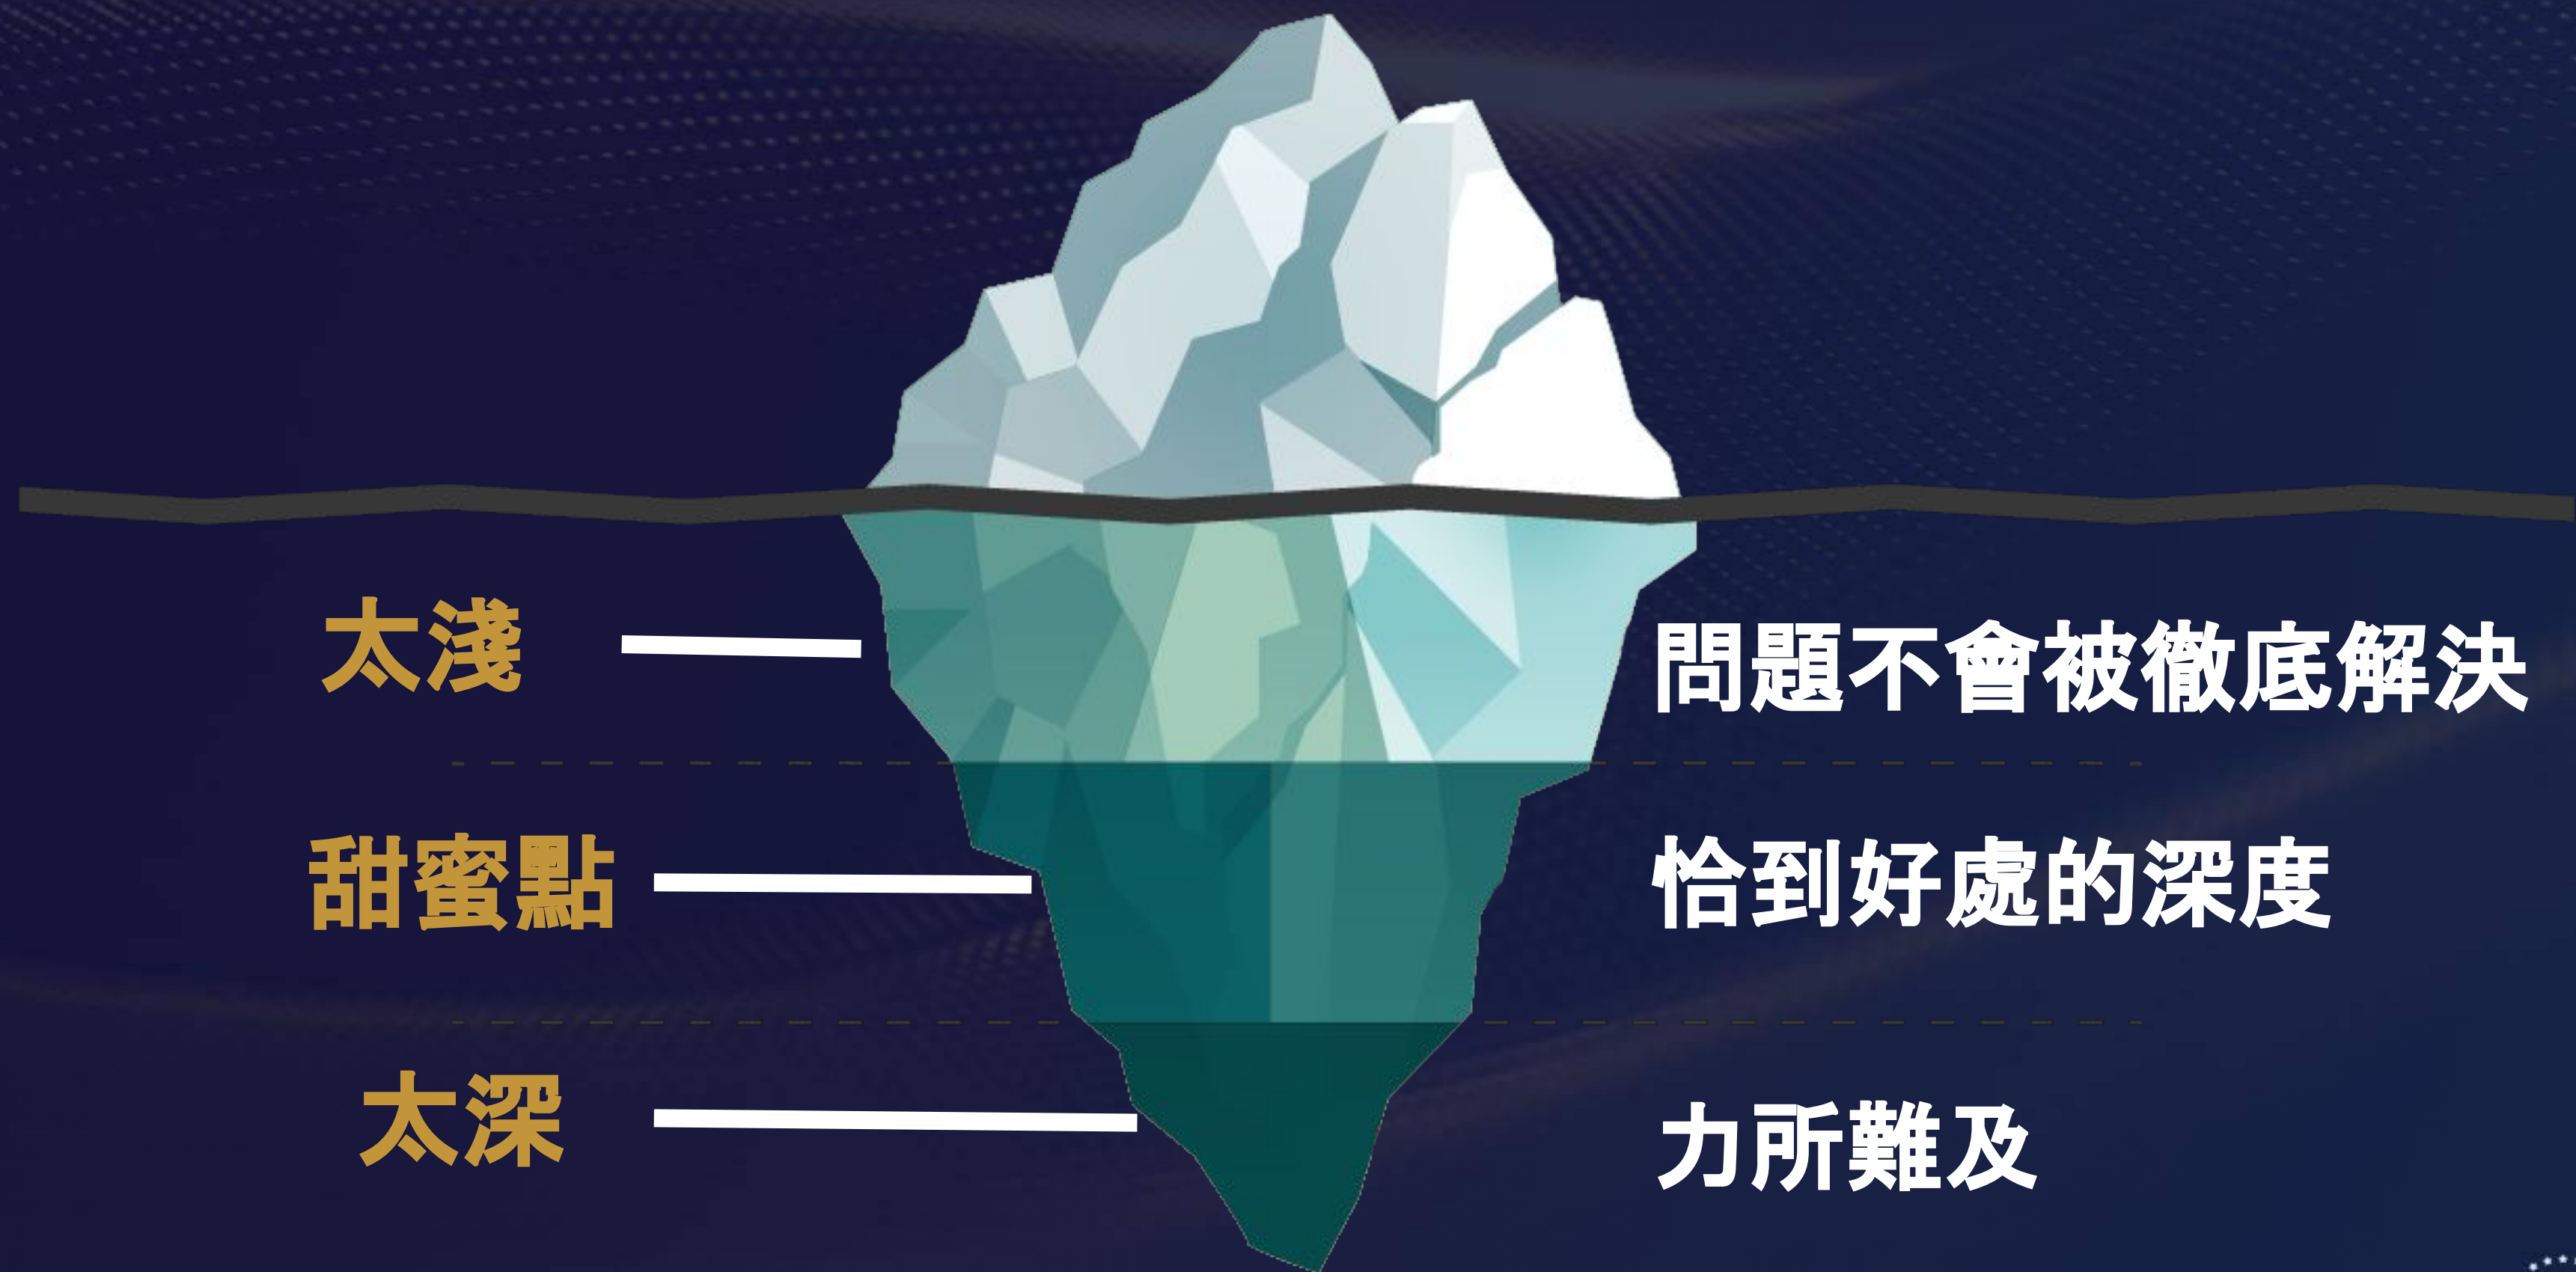 太淺
問題不會被徹底解決
甜蜜點
恰到好處的深度
太深
力所難及